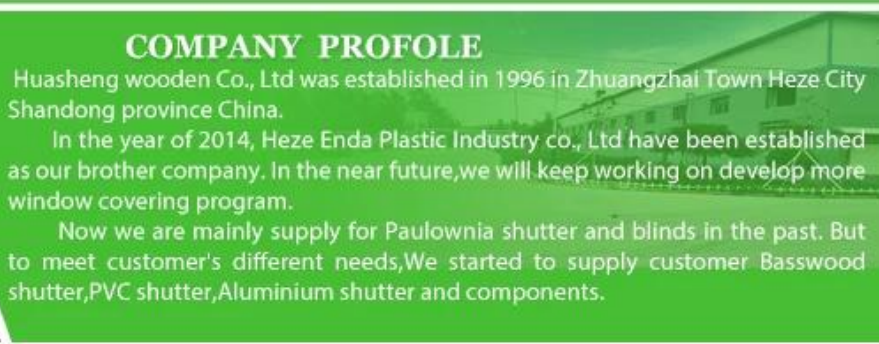 COMPANY PROFOLE
Huasheng wooden Co., Ltd was established in 1996 in Zhuangzhai Town Heze City
Shandong province China.
In the year of 2014, Heze Enda Plastic Industry co., Ltd have been established
as our brother company. In the near future,we will keep working on develop more
window covering program.
Now we are mainly supply for Paulownia shutter and blinds in the past. But
to meet customer's different needs,We started to supply customer Basswood
shutter,PVC shutter,Aluminium shutter and components.